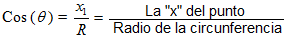 Cos (θ) = x₁ / R = La "x" del punto / Radio de la circunferencia